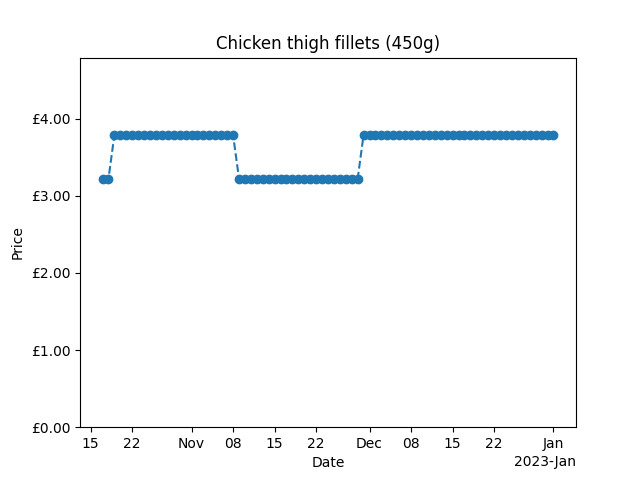 Chicken thigh fillets (450g)
£4.00
£3.00
£2.00
£1.00
£0.00
Price
15 22 Nov 08 15 22 Dec 08 15 22 Jan
2023-Jan
Date